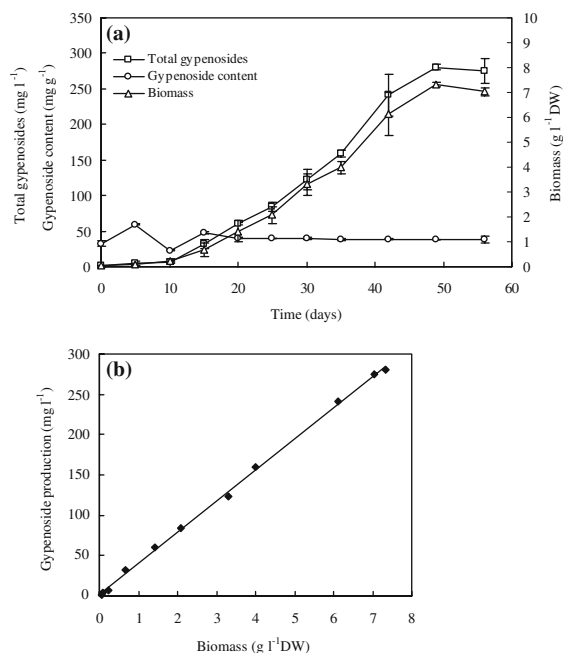 (a)
Total gypenosides (mg l⁻¹)
Gypenoside content (mg g⁻¹)
350
300
250
200
150
100
50
0
Total gypenosides
Gypenoside content
Biomass
10
9
8
7
6
5
4
3
2
1
0
Biomass (g l⁻¹DW)
0 10 20 30 40 50 60
Time (days)
(b)
Gypenoside production (mg l⁻¹)
300
250
200
150
100
50
0
0 1 2 3 4 5 6 7 8
Biomass (g l⁻¹DW)